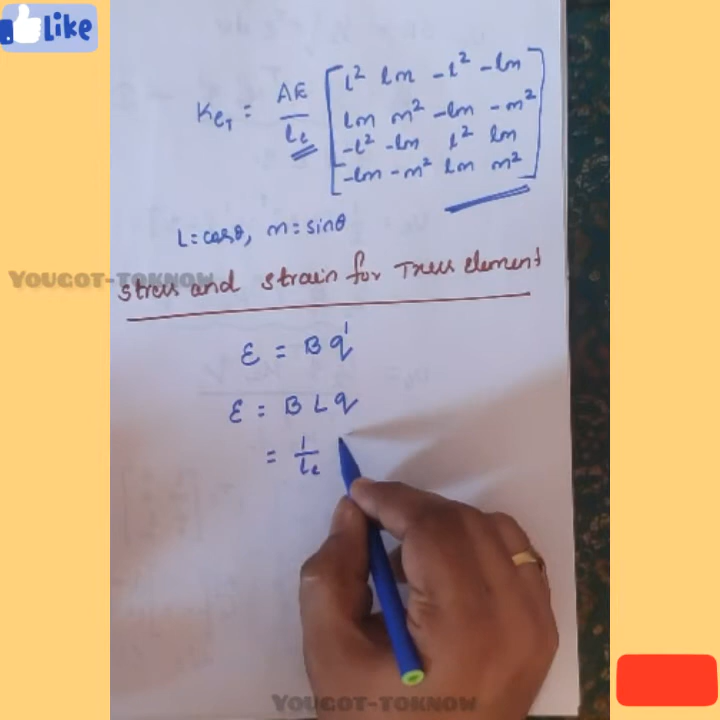 Like
KeT = AE/le [l² lm -l² -lm
lm m² -lm -m²
-l² -lm l² lm
-lm -m² lm m²]
L = cosθ, m = sinθ
YOUGOT-TOKNOW
stress and strain for Truss element
ε = B q'
ε = B L q
= 1/le
YOUGOT-TOKNOW